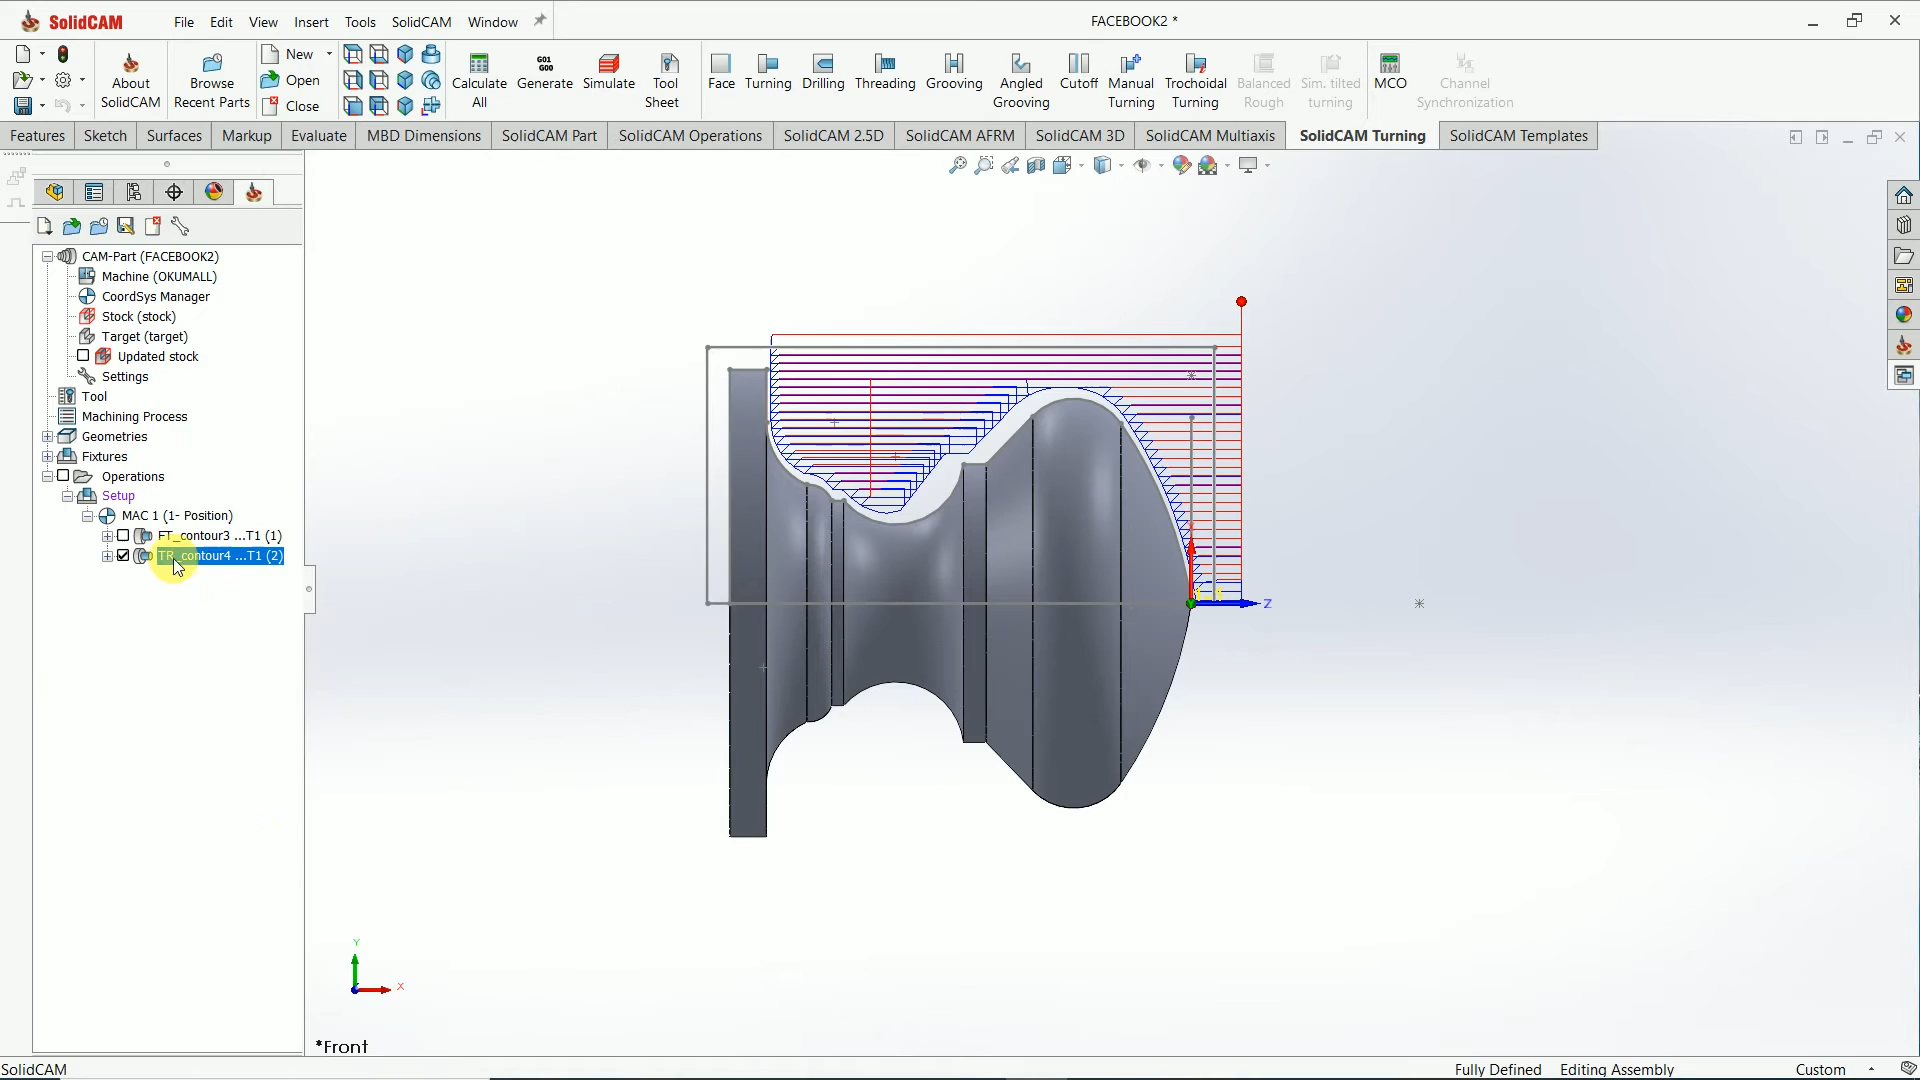 SolidCAM File Edit View Insert Tools SolidCAM Window FACEBOOK2 *
About SolidCAM
Browse Recent Parts
New
Open
Close
Calculate All
G01 G00
Generate
Simulate
Tool Sheet
Face
Turning
Drilling
Threading
Grooving
Angled Grooving
Cutoff
Manual Turning
Trochoidal Turning
Balanced Rough
Sim. tilted turning
MCO
Channel Synchronization
Features Sketch Surfaces Markup Evaluate MBD Dimensions SolidCAM Part SolidCAM Operations SolidCAM 2.5D SolidCAM AFRM SolidCAM 3D SolidCAM Multiaxis SolidCAM Turning SolidCAM Templates
CAM-Part (FACEBOOK2)
Machine (OKUMALL)
CoordSys Manager
Stock (stock)
Target (target)
Updated stock
Settings
Tool
Machining Process
Geometries
Fixtures
Operations
Setup
MAC 1 (1- Position)
FT_contour3 ...T1 (1)
TR_contour4 ...T1 (2)
Z
Y
X
*Front
SolidCAM Fully Defined Editing Assembly Custom